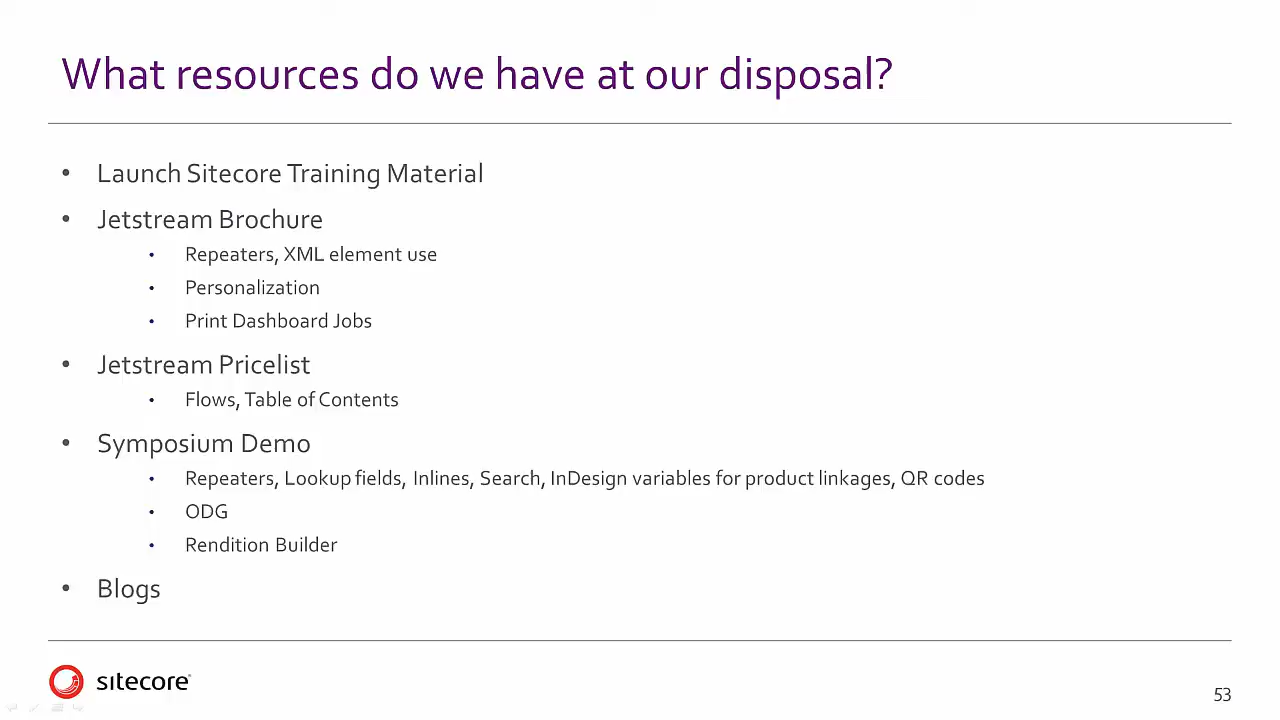 What resources do we have at our disposal?
• Launch Sitecore Training Material
• Jetstream Brochure
• Repeaters, XML element use
• Personalization
• Print Dashboard Jobs
• Jetstream Pricelist
• Flows, Table of Contents
• Symposium Demo
• Repeaters, Lookup fields, Inlines, Search, InDesign variables for product linkages, QR codes
• ODG
• Rendition Builder
• Blogs
sitecore
53